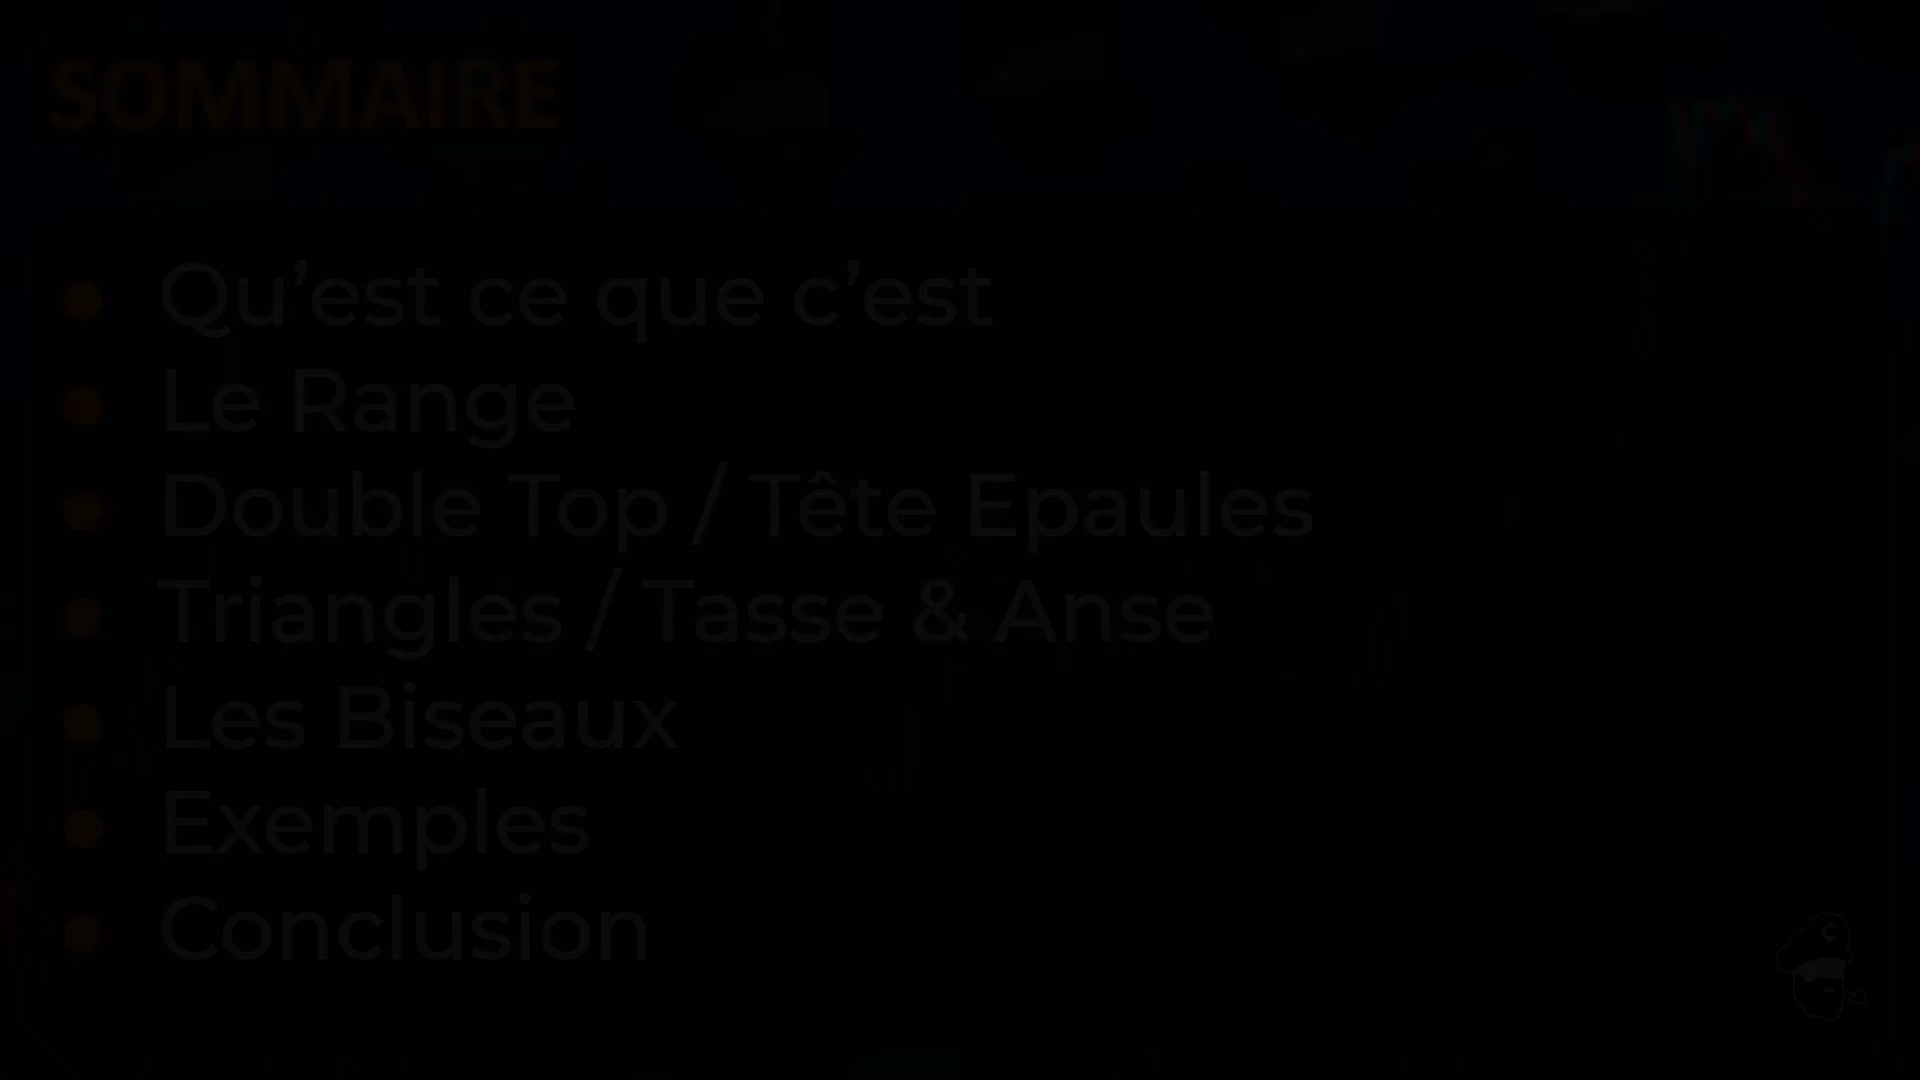 SOMMAIRE
Qu’est ce que c’est
Le Range
Double Top / Tête Epaules
Triangles / Tasse & Anse
Les Biseaux
Exemples
Conclusion